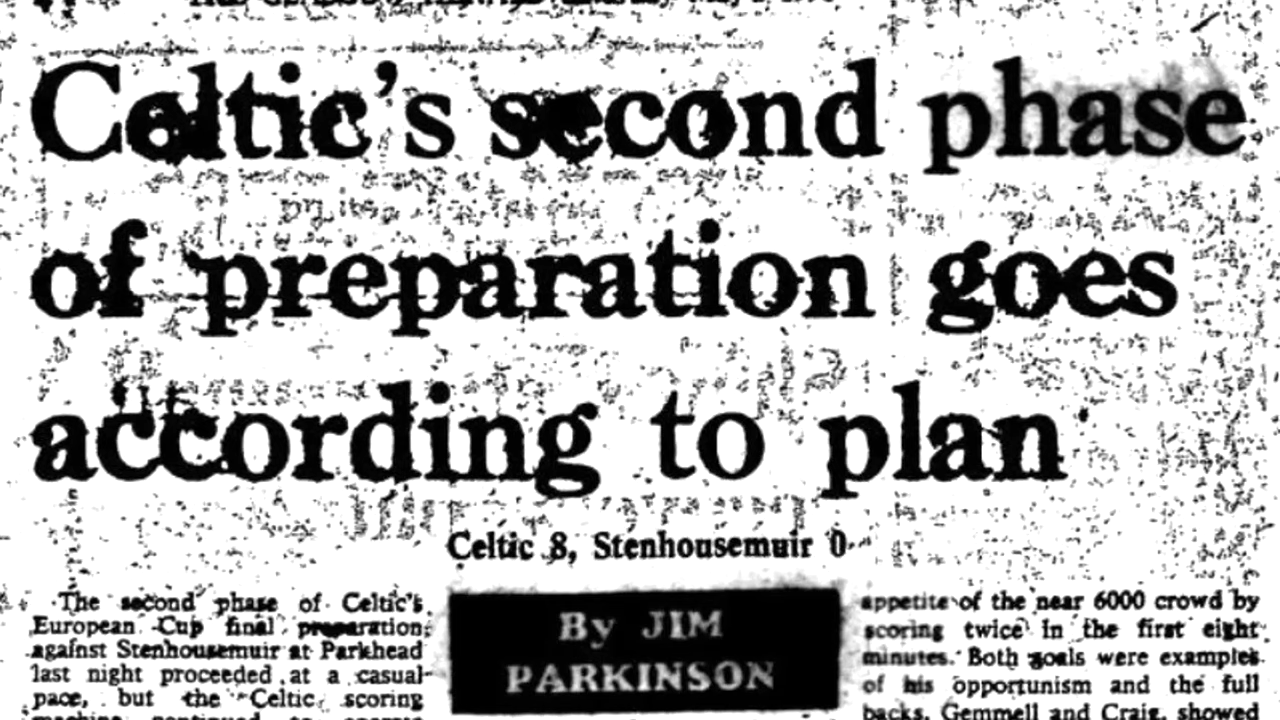 Celtic's second phase
of preparation goes
according to plan
Celtic 8, Stenhousemuir 0
The second phase of Celtic's
European Cup final preparation
against Stenhousemuir at Parkhead
last night proceeded at a casual
pace, but the Celtic scoring
machine continued to
By JIM
PARKINSON
appetite of the near 6000 crowd by
scoring twice in the first eight
minutes. Both goals were examples
of his opportunism and the full
backs, Gemmell and Craig, showed